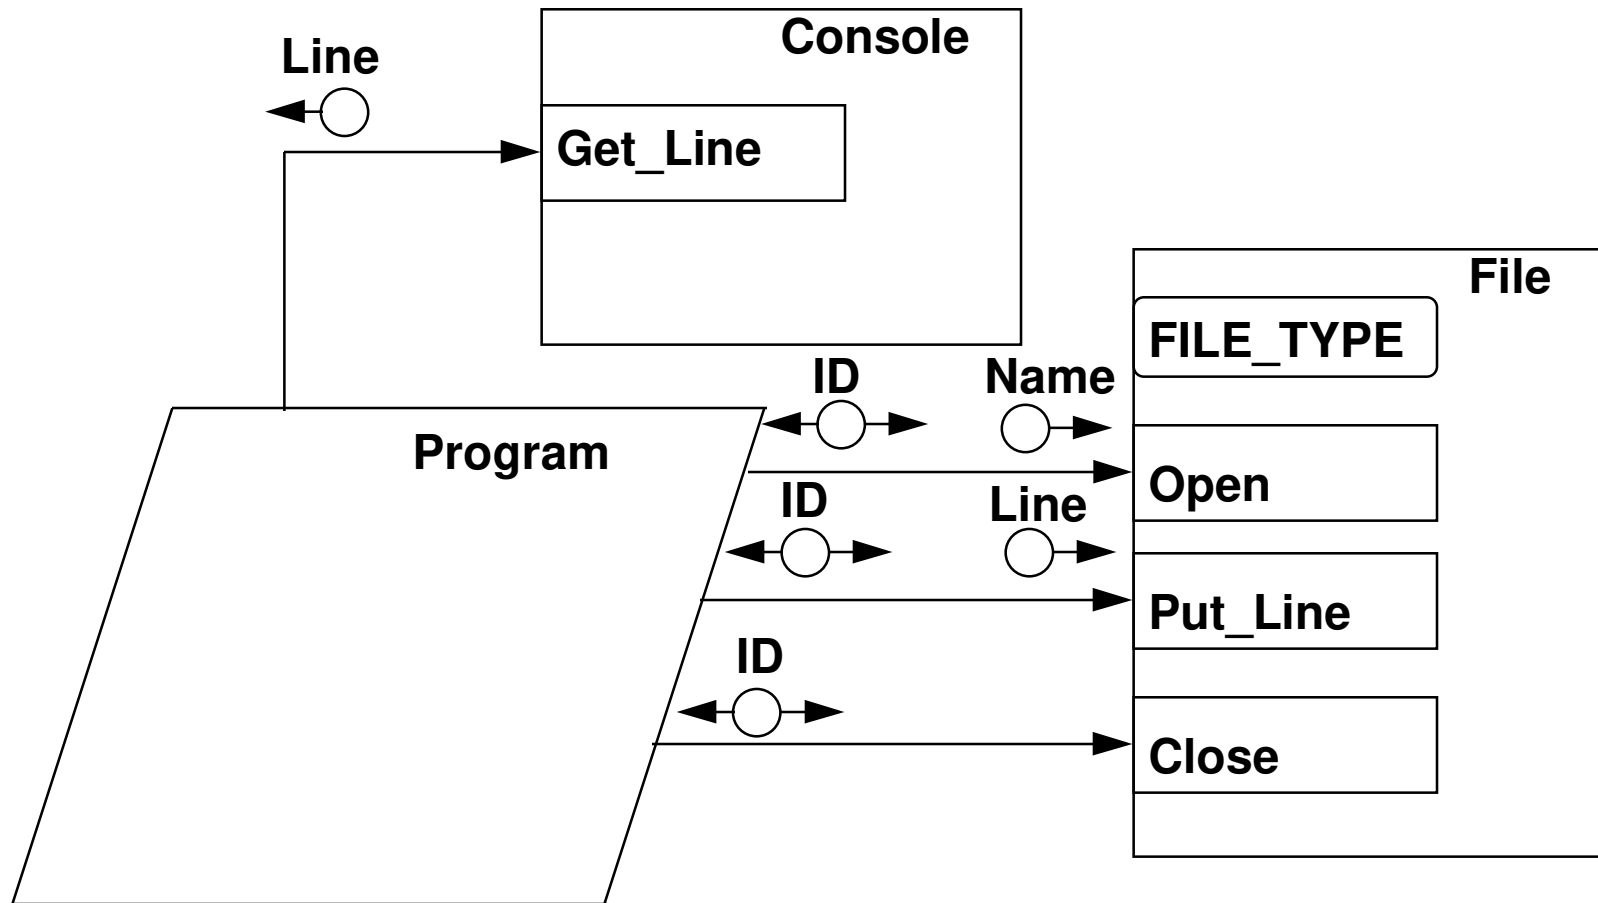 Console
Line
Get_Line
File
FILE_TYPE
ID
Name
Program
Open
ID
Line
Put_Line
ID
Close